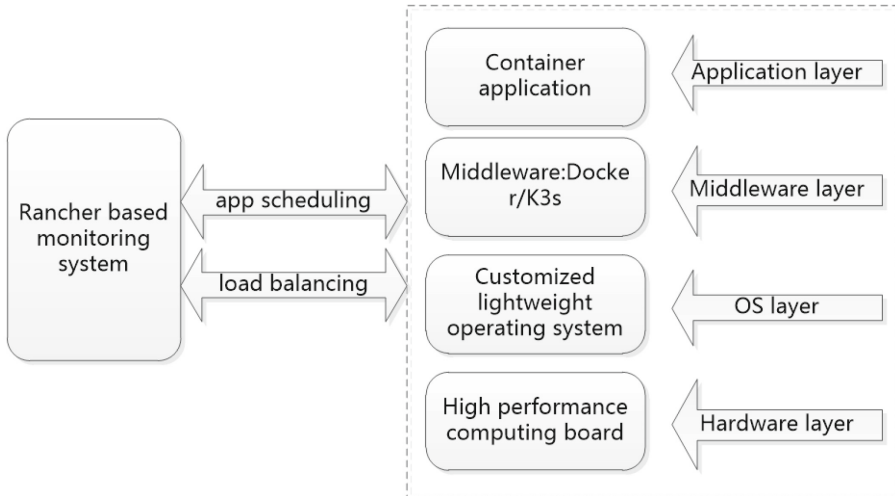 Rancher based
monitoring
system
app scheduling
load balancing
Container
application
Application layer
Middleware:Docke
r/K3s
Middleware layer
Customized
lightweight
operating system
OS layer
High performance
computing board
Hardware layer